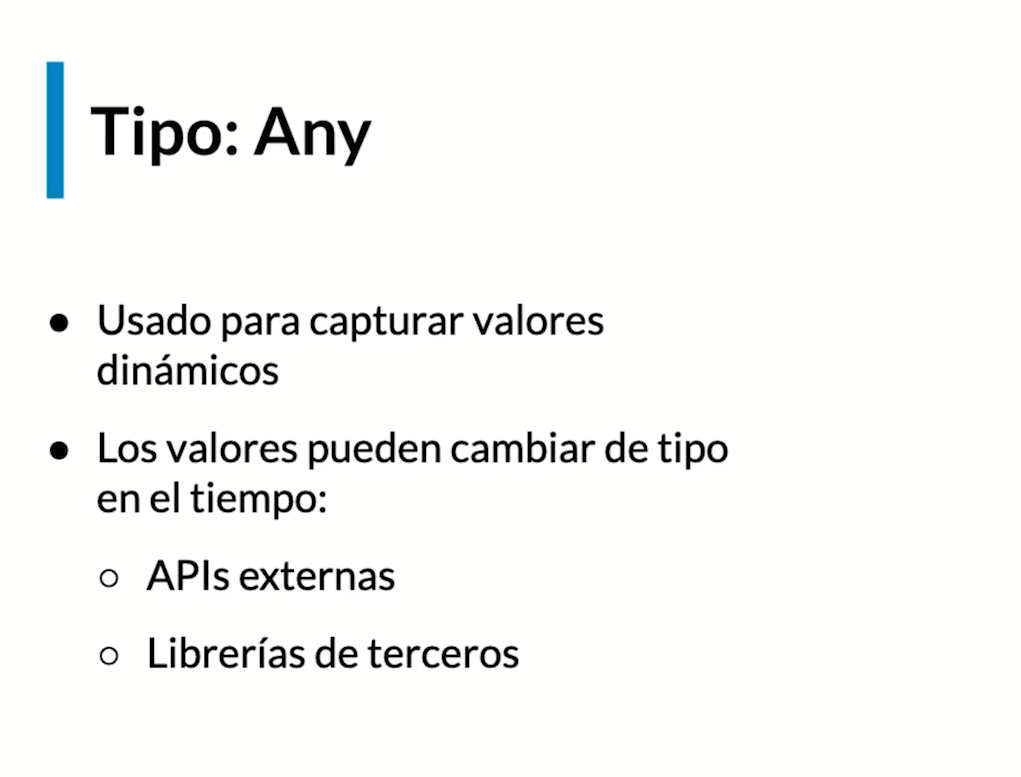 Tipo: Any
● Usado para capturar valores
dinámicos
● Los valores pueden cambiar de tipo
en el tiempo:
○ APIs externas
○ Librerías de terceros